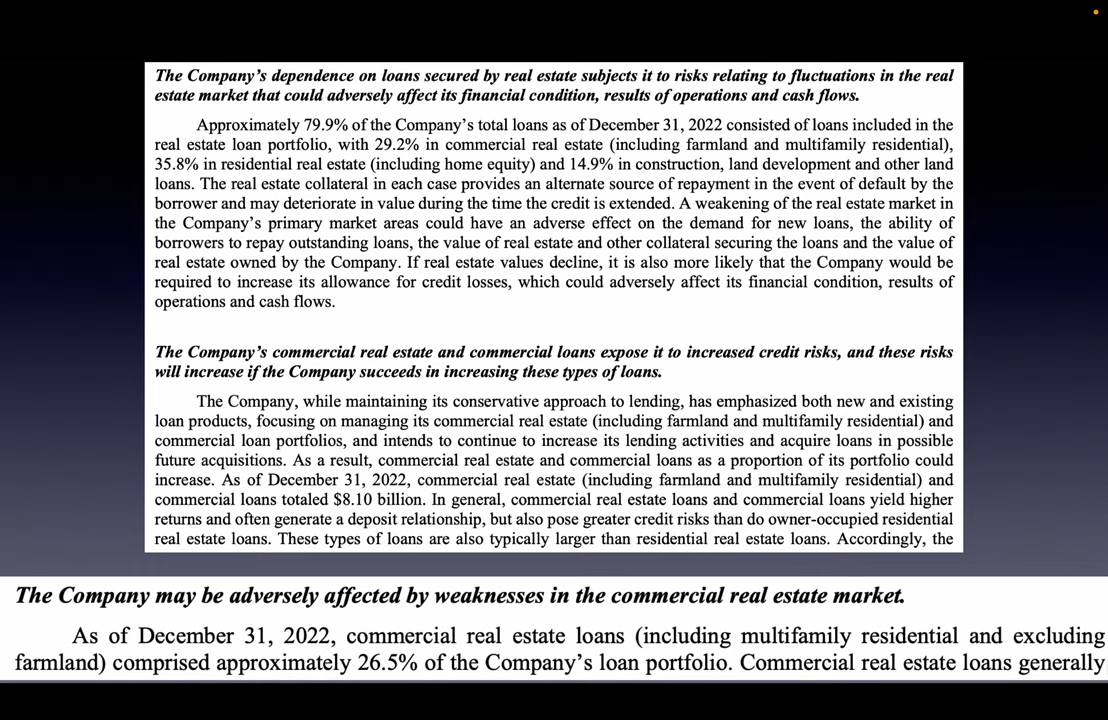 The Company's dependence on loans secured by real estate subjects it to risks relating to fluctuations in the real
estate market that could adversely affect its financial condition, results of operations and cash flows.
Approximately 79.9% of the Company's total loans as of December 31, 2022 consisted of loans included in the
real estate loan portfolio, with 29.2% in commercial real estate (including farmland and multifamily residential),
35.8% in residential real estate (including home equity) and 14.9% in construction, land development and other land
loans. The real estate collateral in each case provides an alternate source of repayment in the event of default by the
borrower and may deteriorate in value during the time the credit is extended. A weakening of the real estate market in
the Company's primary market areas could have an adverse effect on the demand for new loans, the ability of
borrowers to repay outstanding loans, the value of real estate and other collateral securing the loans and the value of
real estate owned by the Company. If real estate values decline, it is also more likely that the Company would be
required to increase its allowance for credit losses, which could adversely affect its financial condition, results of
operations and cash flows.
The Company's commercial real estate and commercial loans expose it to increased credit risks, and these risks
will increase if the Company succeeds in increasing these types of loans.
The Company, while maintaining its conservative approach to lending, has emphasized both new and existing
loan products, focusing on managing its commercial real estate (including farmland and multifamily residential) and
commercial loan portfolios, and intends to continue to increase its lending activities and acquire loans in possible
future acquisitions. As a result, commercial real estate and commercial loans as a proportion of its portfolio could
increase. As of December 31, 2022, commercial real estate (including farmland and multifamily residential) and
commercial loans totaled $8.10 billion. In general, commercial real estate loans and commercial loans yield higher
returns and often generate a deposit relationship, but also pose greater credit risks than do owner-occupied residential
real estate loans. These types of loans are also typically larger than residential real estate loans. Accordingly, the
The Company may be adversely affected by weaknesses in the commercial real estate market.
As of December 31, 2022, commercial real estate loans (including multifamily residential and excluding
farmland) comprised approximately 26.5% of the Company's loan portfolio. Commercial real estate loans generally